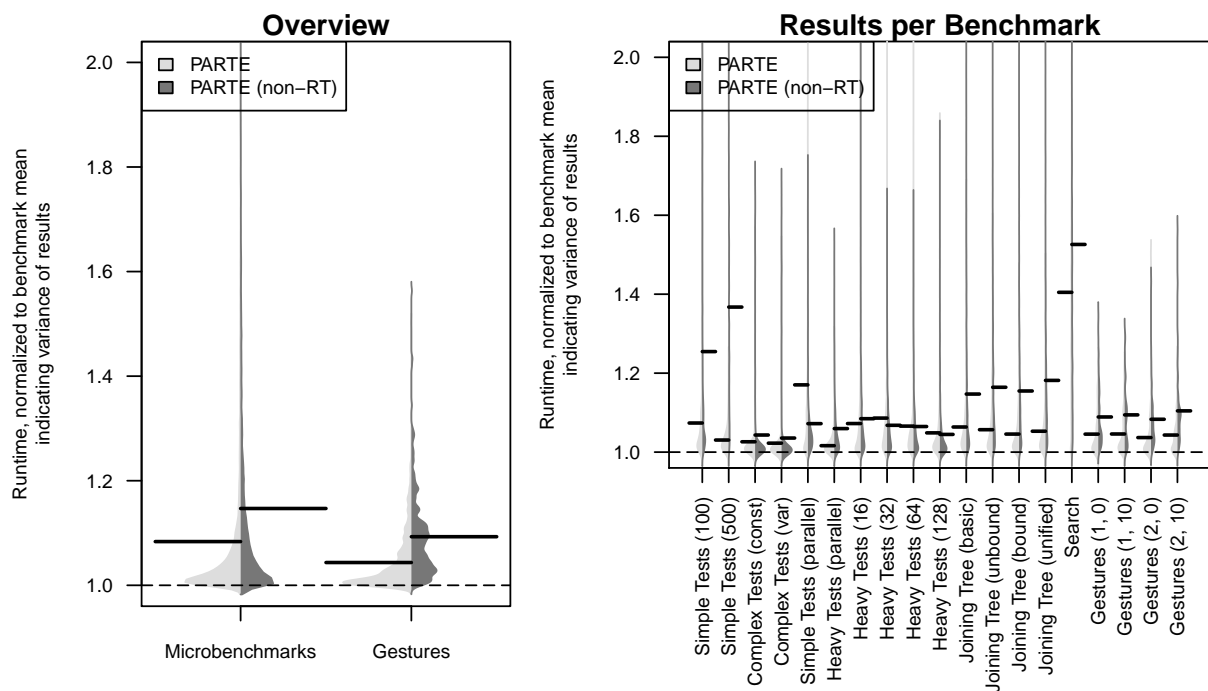 Overview
PARTE
PARTE (non−RT)
Runtime, normalized to benchmark mean
indicating variance of results
2.0
1.8
1.6
1.4
1.2
1.0
Microbenchmarks
Gestures
Results per Benchmark
PARTE
PARTE (non−RT)
Runtime, normalized to benchmark mean
indicating variance of results
2.0
1.8
1.6
1.4
1.2
1.0
Simple Tests (100)
Simple Tests (500)
Complex Tests (const)
Complex Tests (var)
Simple Tests (parallel)
Heavy Tests (parallel)
Heavy Tests (16)
Heavy Tests (32)
Heavy Tests (64)
Heavy Tests (128)
Joining Tree (basic)
Joining Tree (unbound)
Joining Tree (bound)
Joining Tree (unified)
Search
Gestures (1, 0)
Gestures (1, 10)
Gestures (2, 0)
Gestures (2, 10)